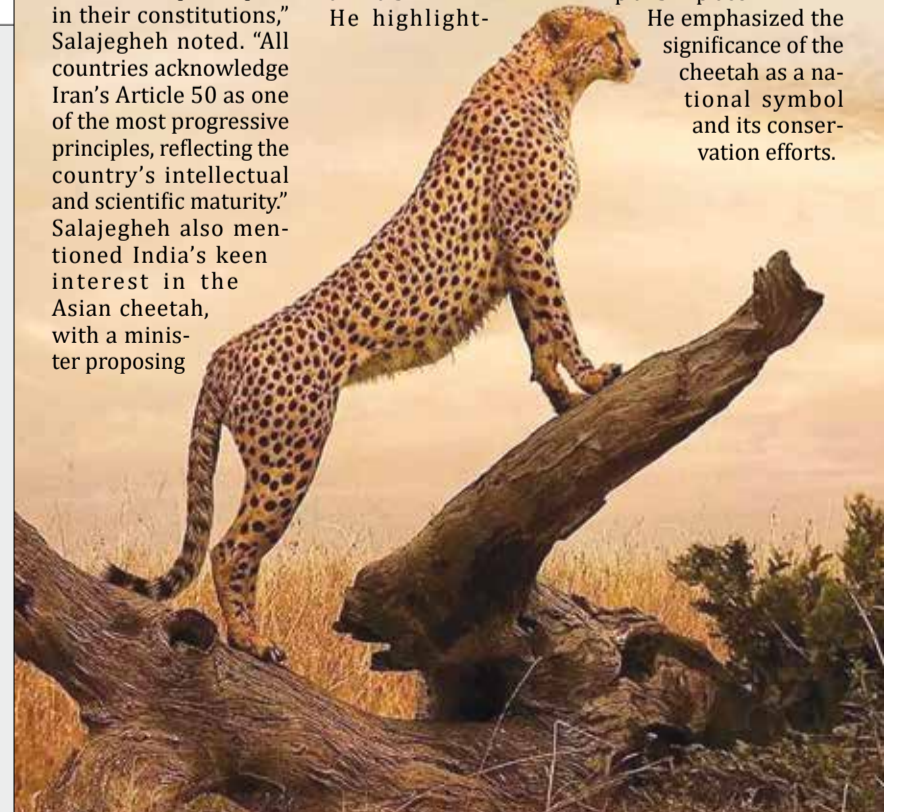 in their constitutions,”
Salajegheh noted. “All
countries acknowledge
Iran’s Article 50 as one
of the most progressive
principles, reflecting the
country’s intellectual
and scientific maturity.”
Salajegheh also men-
tioned India’s keen
interest in the
Asian cheetah,
with a minis-
ter proposing
He highlight-
He emphasized the
significance of the
cheetah as a na-
tional symbol
and its conser-
vation efforts.